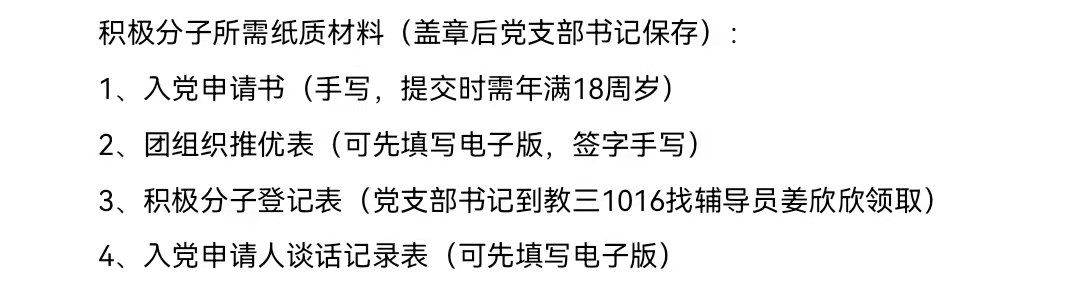 积极分子所需纸质材料（盖章后党支部书记保存）:
1、入党申请书（手写，提交时需年满18周岁）
2、团组织推优表（可先填写电子版，签字手写）
3、积极分子登记表（党支部书记到教三1016找辅导员姜欣欣领取）
4、入党申请人谈话记录表（可先填写电子版）